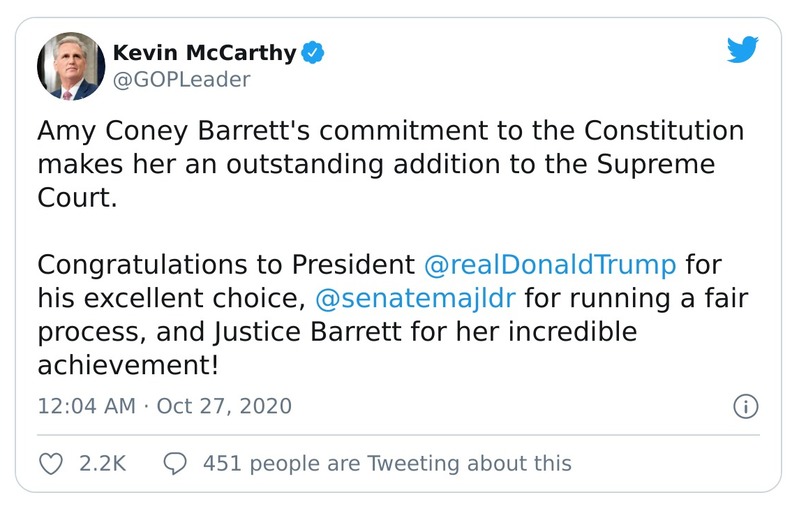 Kevin McCarthy
@GOPLeader
Amy Coney Barrett's commitment to the Constitution
makes her an outstanding addition to the Supreme
Court.
Congratulations to President @realDonaldTrump for
his excellent choice, @senatemajldr for running a fair
process, and Justice Barrett for her incredible
achievement!
12:04 AM · Oct 27, 2020
2.2K 451 people are Tweeting about this